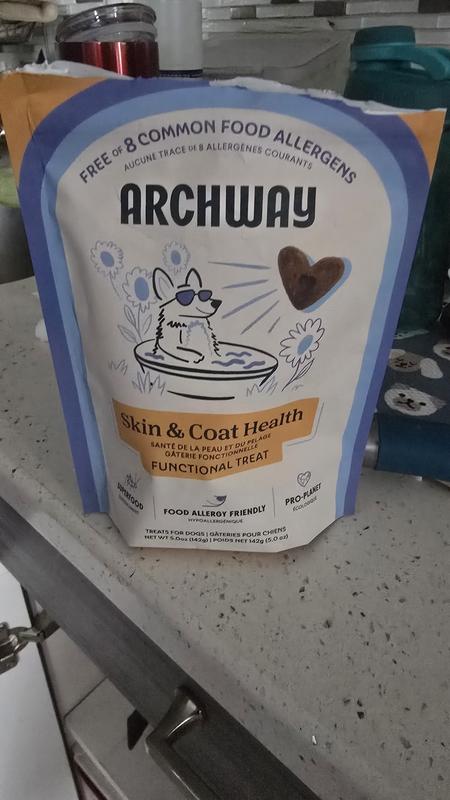 FREE OF 8 COMMON FOOD ALLERGENS
AUCUNE TRACE DE 8 ALLERGÈNES COURANTS
ARCHWAY
Skin & Coat Health
SANTÉ DE LA PEAU ET DU PELAGE
GÂTERIE FONCTIONNELLE
FUNCTIONAL TREAT
SUPERFOOD
FOOD ALLERGY FRIENDLY
HYPOALLERGÉNIQUE
PRO-PLANET
ÉCOLOGIQUE
TREATS FOR DOGS | GÂTERIES POUR CHIENS
NET WT 5.0oz (142g) | POIDS NET 142g (5.0 oz)